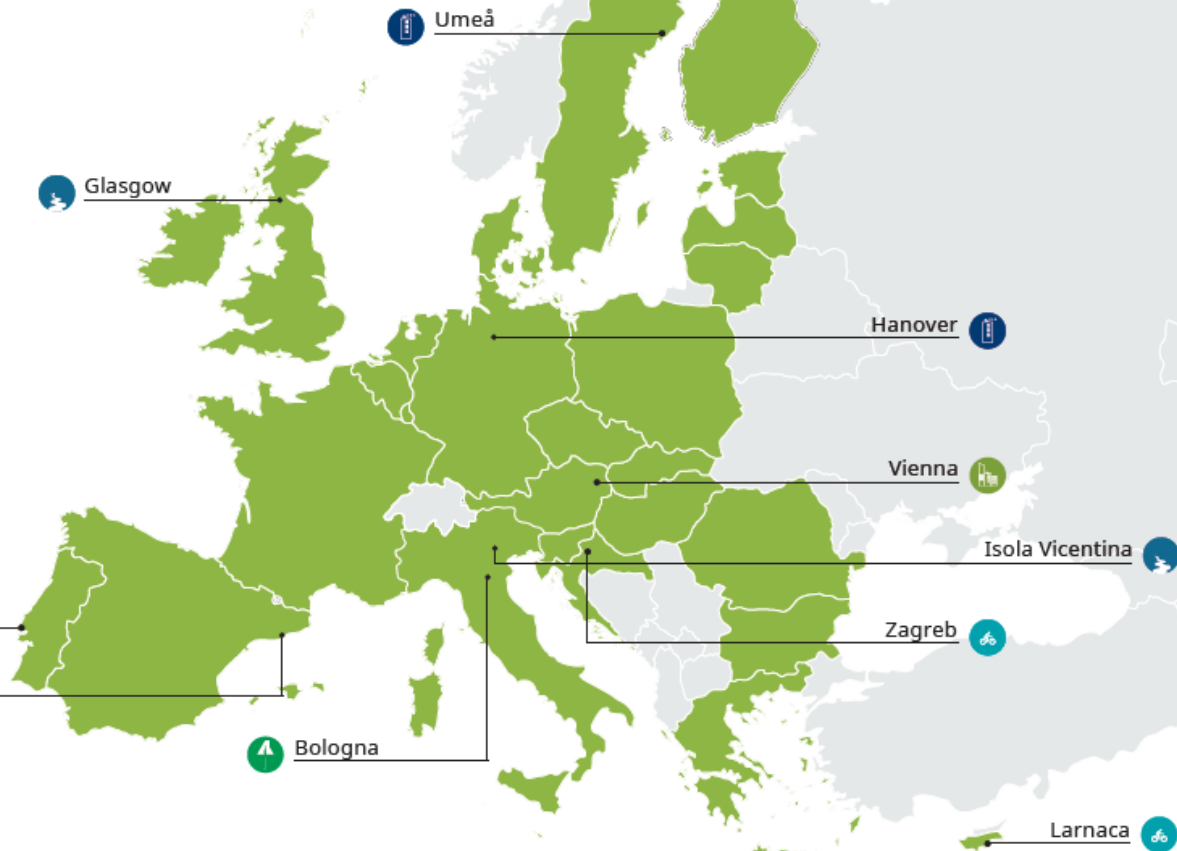 Umeå
Glasgow
Hanover
Vienna
Isola Vicentina
Zagreb
Bologna
Larnaca